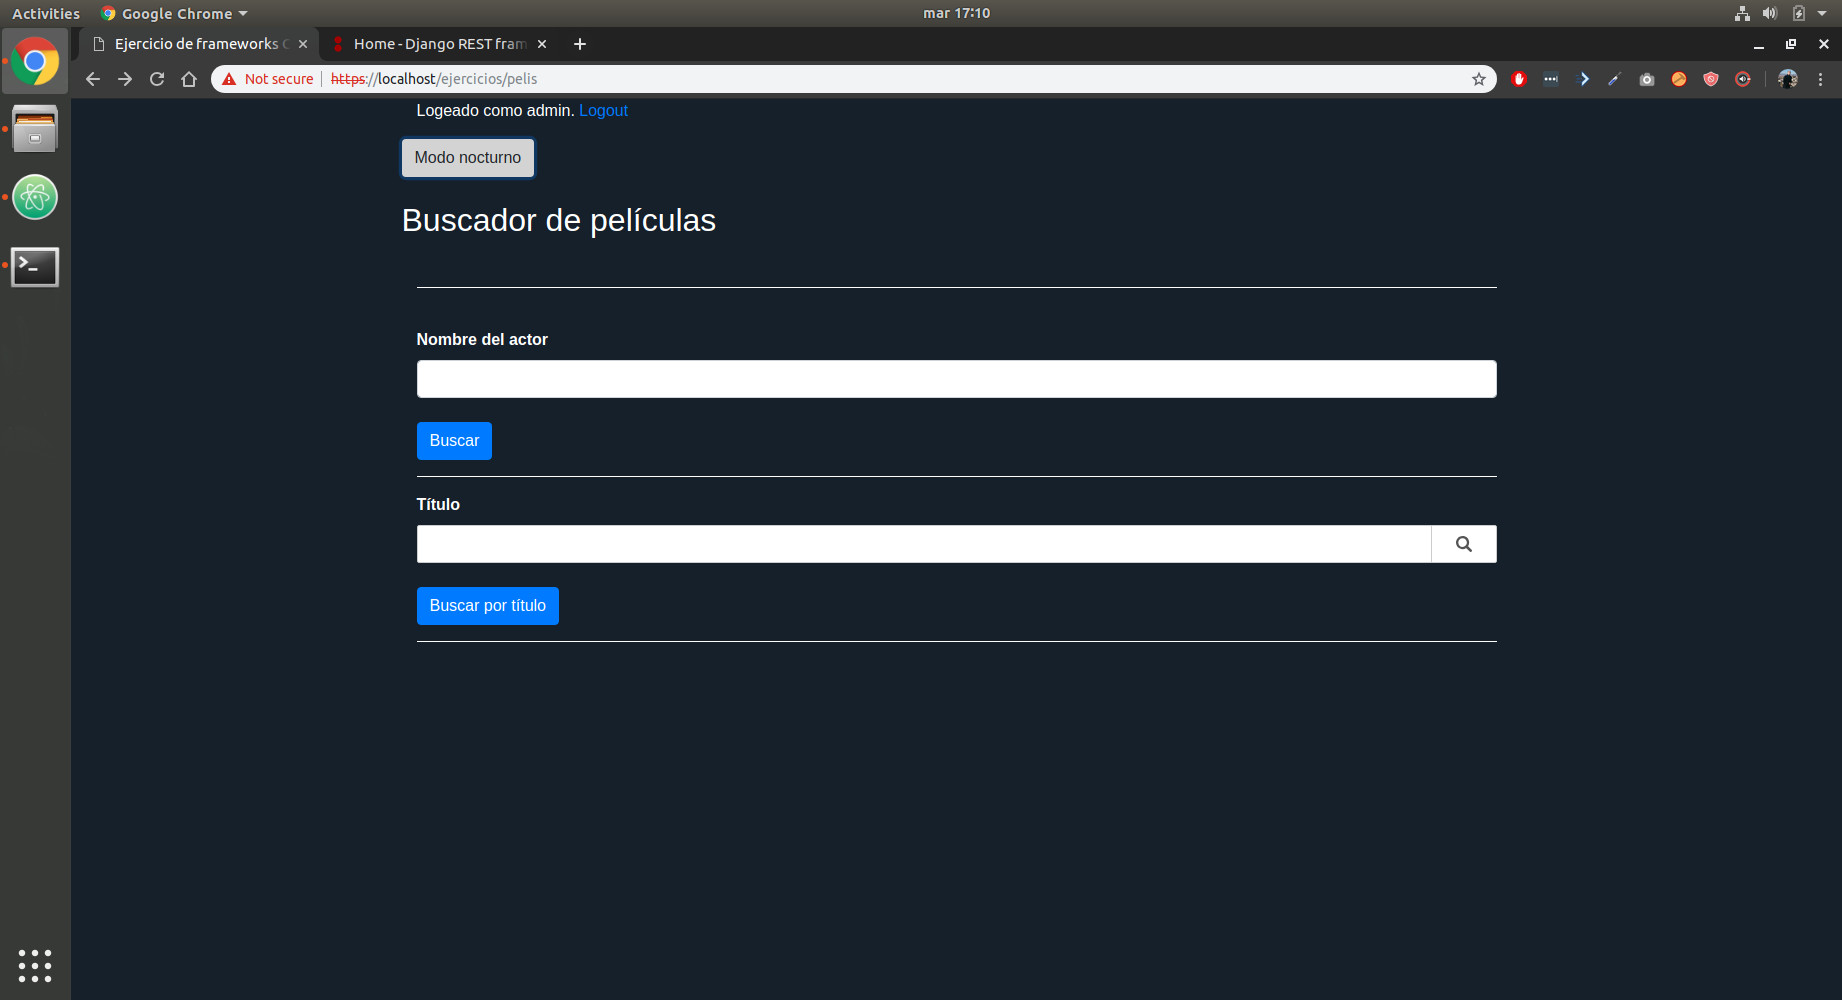 Activities Google Chrome mar 17:10
Ejercicio de frameworks Home - Django REST fram
Not secure https://localhost/ejercicios/pelis
Logeado como admin. Logout
Modo nocturno
Buscador de películas
Nombre del actor
Buscar
Título
Buscar por título